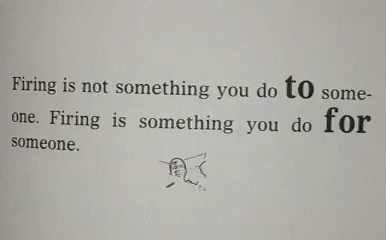 Firing is not something you do to some-
one. Firing is something you do for
someone.